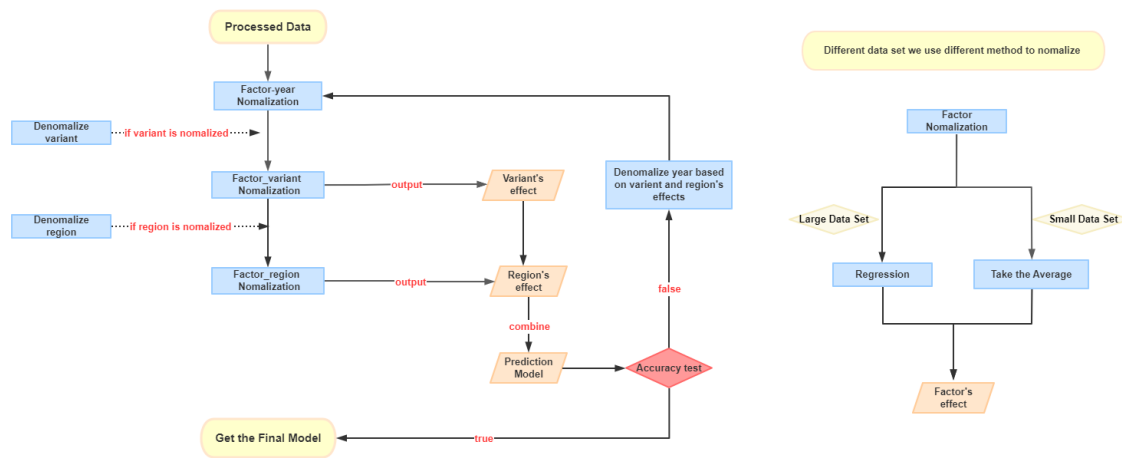 Processed Data
Factor-year
Nomalization
Denomalize
variant
if variant is nomalized
Factor_variant
Nomalization
output
Variant's
effect
Denomalize year based
on varient and region's
effects
Denomalize
region
if region is nomalized
Factor_region
Nomalization
output
Region's
effect
false
combine
Prediction
Model
Accuracy test
true
Get the Final Model
Different data set we use different method to nomalize
Factor
Nomalization
Large Data Set
Small Data Set
Regression
Take the Average
Factor's
effect